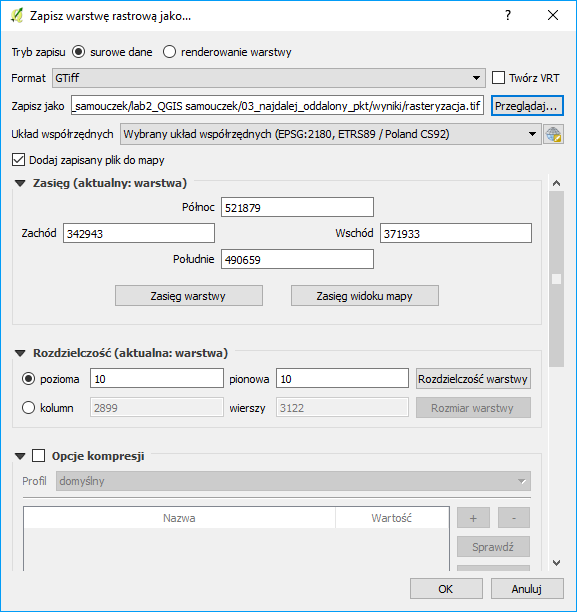 Zapisz warstwę rastrową jako...
Tryb zapisu surowe dane renderowanie warstwy
Format GTiff Twórz VRT
Zapisz jako _samouczek/lab2_QGIS samouczek/03_najdalej_oddalony_pkt/wyniki/rasteryzacja.tif Przeglądaj...
Układ współrzędnych Wybrany układ współrzędnych (EPSG:2180, ETRS89 / Poland CS92)
Dodaj zapisany plik do mapy
Zasięg (aktualny: warstwa)
Północ 521879
Zachód 342943 Wschód 371933
Południe 490659
Zasięg warstwy Zasięg widoku mapy
Rozdzielczość (aktualna: warstwa)
pozioma 10 pionowa 10 Rozdzielczość warstwy
kolumn 2899 wierszy 3122 Rozmiar warstwy
Opcje kompresji
Profil domyślny
Nazwa Wartość + -
Sprawdź
OK Anuluj